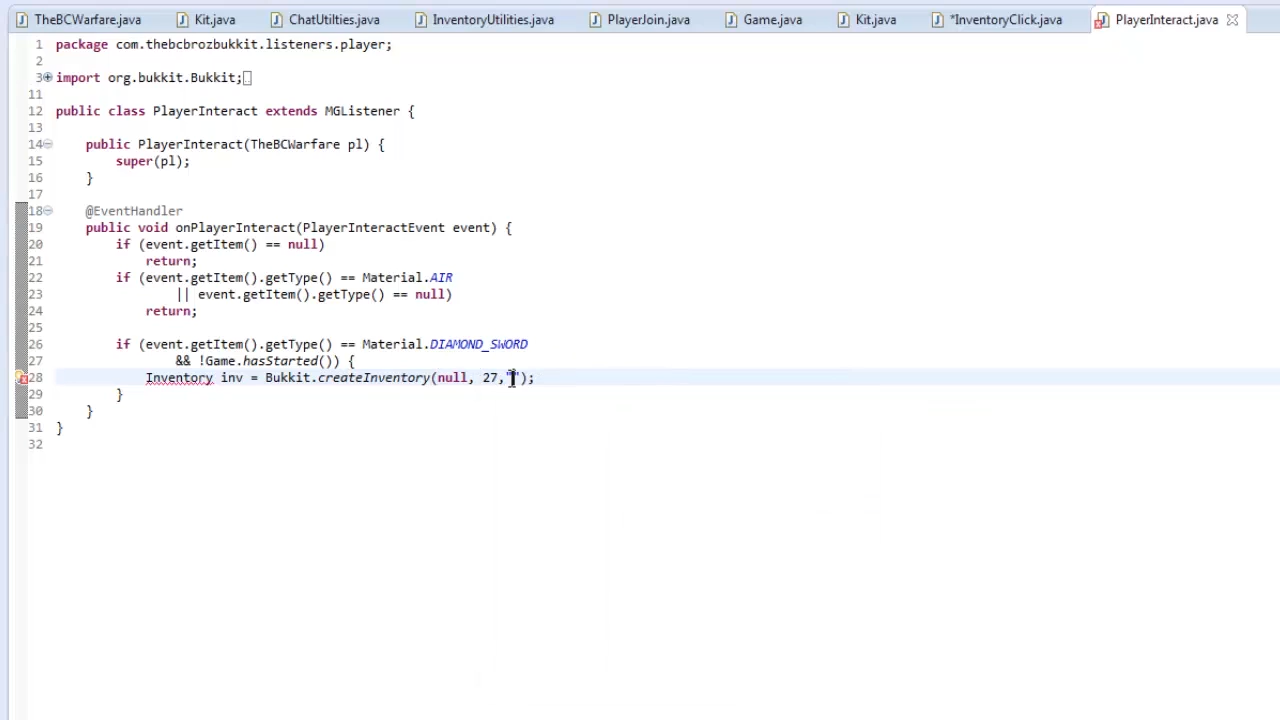 TheBCWarfare.java Kit.java ChatUtilties.java InventoryUtilities.java PlayerJoin.java Game.java Kit.java *InventoryClick.java PlayerInteract.java
1 package com.thebcbrozbukkit.listeners.player;
2
3 import org.bukkit.Bukkit;
11
12 public class PlayerInteract extends MGListener {
13
14 public PlayerInteract(TheBCWarfare pl) {
15 super(pl);
16 }
17
18 @EventHandler
19 public void onPlayerInteract(PlayerInteractEvent event) {
20 if (event.getItem() == null)
21 return;
22 if (event.getItem().getType() == Material.AIR
23 || event.getItem().getType() == null)
24 return;
25
26 if (event.getItem().getType() == Material.DIAMOND_SWORD
27 && !Game.hasStarted()) {
28 Inventory inv = Bukkit.createInventory(null, 27,"");
29 }
30 }
31 }
32